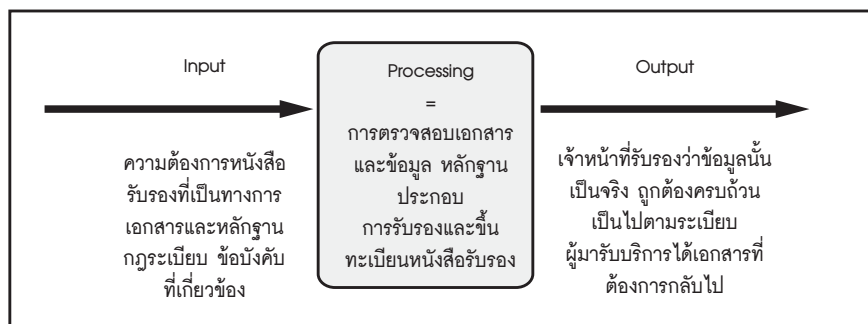 Input
ความต้องการหนังสือ
รับรองที่เป็นทางการ
เอกสารและหลักฐาน
กฎระเบียบ ข้อบังคับ
ที่เกี่ยวข้อง
Processing
=
การตรวจสอบเอกสาร
และข้อมูล หลักฐาน
ประกอบ
การรับรองและขึ้น
ทะเบียนหนังสือรับรอง
Output
เจ้าหน้าที่รับรองว่าข้อมูลนั้น
เป็นจริง ถูกต้องครบถ้วน
เป็นไปตามระเบียบ
ผู้มารับบริการได้เอกสารที่
ต้องการกลับไป